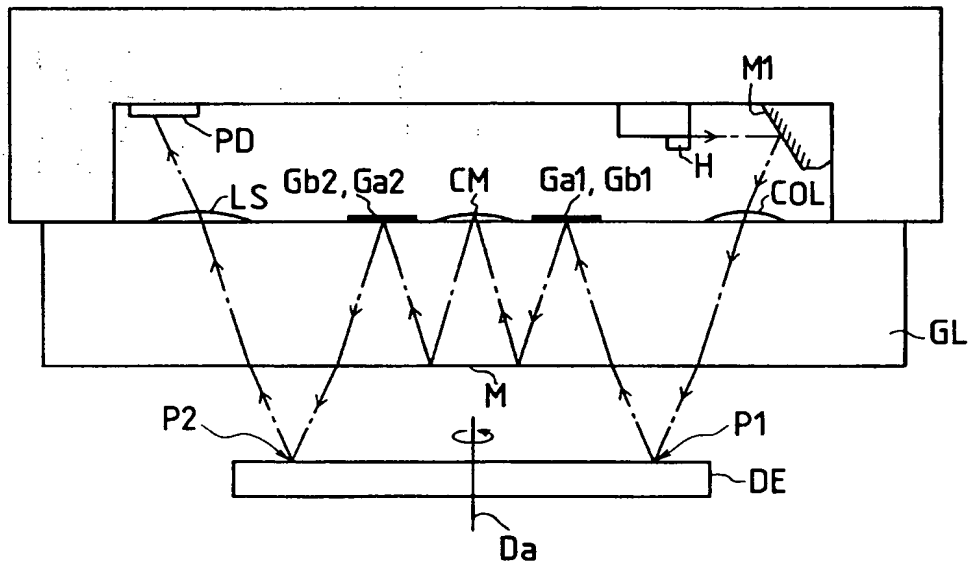 M1
PD
H
Gb2, Ga2
CM
Ga1, Gb1
LS
COL
GL
M
P2
P1
DE
Da